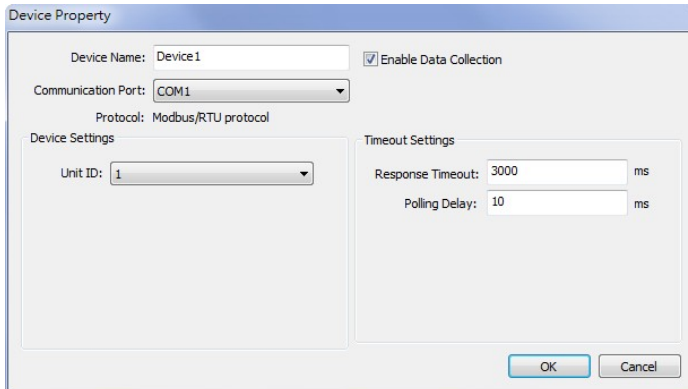 Device Property
Device Name: Device1
Enable Data Collection
Communication Port: COM1
Protocol: Modbus/RTU protocol
Device Settings
Unit ID: 1
Timeout Settings
Response Timeout: 3000 ms
Polling Delay: 10 ms
OK Cancel